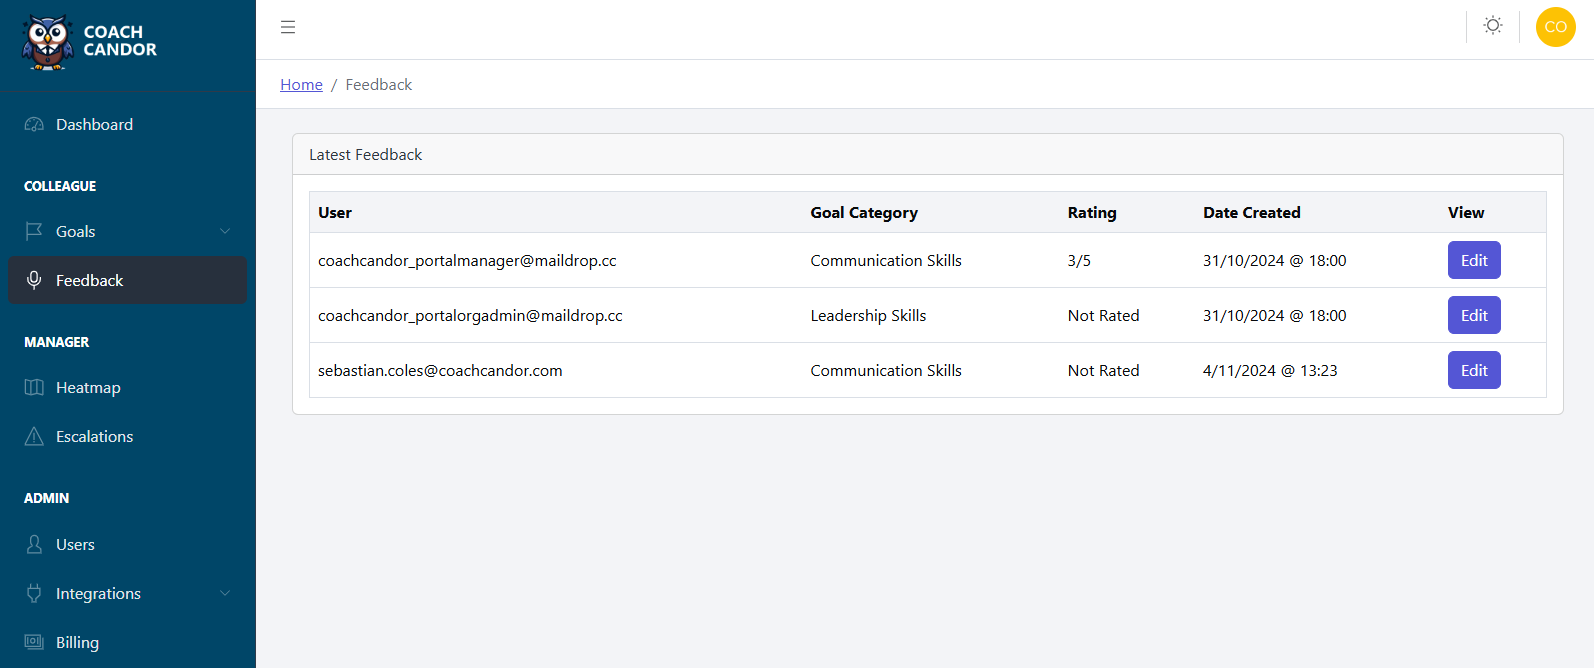 COACH
CANDOR
CO
Home / Feedback
Dashboard
COLLEAGUE
Goals
Feedback
MANAGER
Heatmap
Escalations
ADMIN
Users
Integrations
Billing
Latest Feedback
User Goal Category Rating Date Created View
coachcandor_portalmanager@maildrop.cc Communication Skills 3/5 31/10/2024 @ 18:00 Edit
coachcandor_portalorgadmin@maildrop.cc Leadership Skills Not Rated 31/10/2024 @ 18:00 Edit
sebastian.coles@coachcandor.com Communication Skills Not Rated 4/11/2024 @ 13:23 Edit